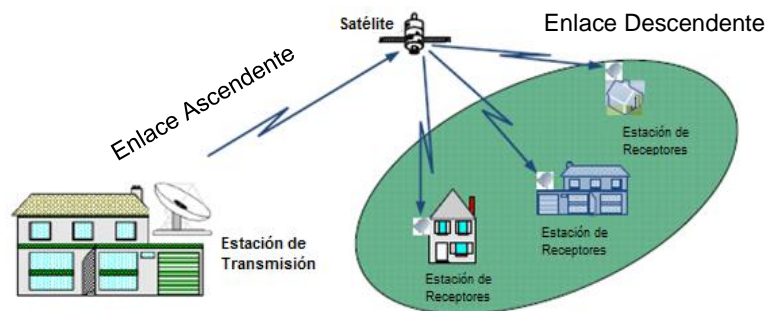 Satélite
Enlace Descendente
Enlace Ascendente
Estación de
Receptores
Estación de
Receptores
Estación de
Transmisión
Estación de
Receptores